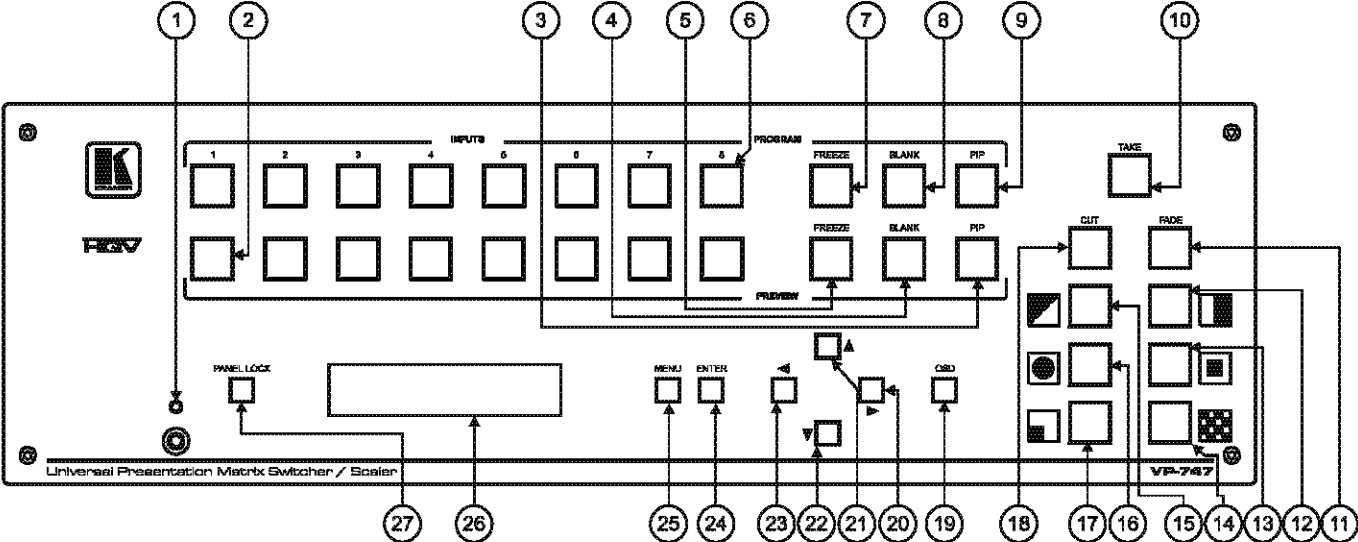 1 2 3 4 5 6 7 8 9 10
INPUTS PROGRAM
1 2 3 4 5 6 7 8 FREEZE BLANK PIP TAKE
KRAMER
HQV
FREEZE BLANK PIP CUT FADE
PREVIEW
PANEL LOCK MENU ENTER OSD
Universal Presentation Matrix Switcher / Scaler VP-747
27 26 25 24 23 22 21 20 19 18 17 16 15 14 13 12 11